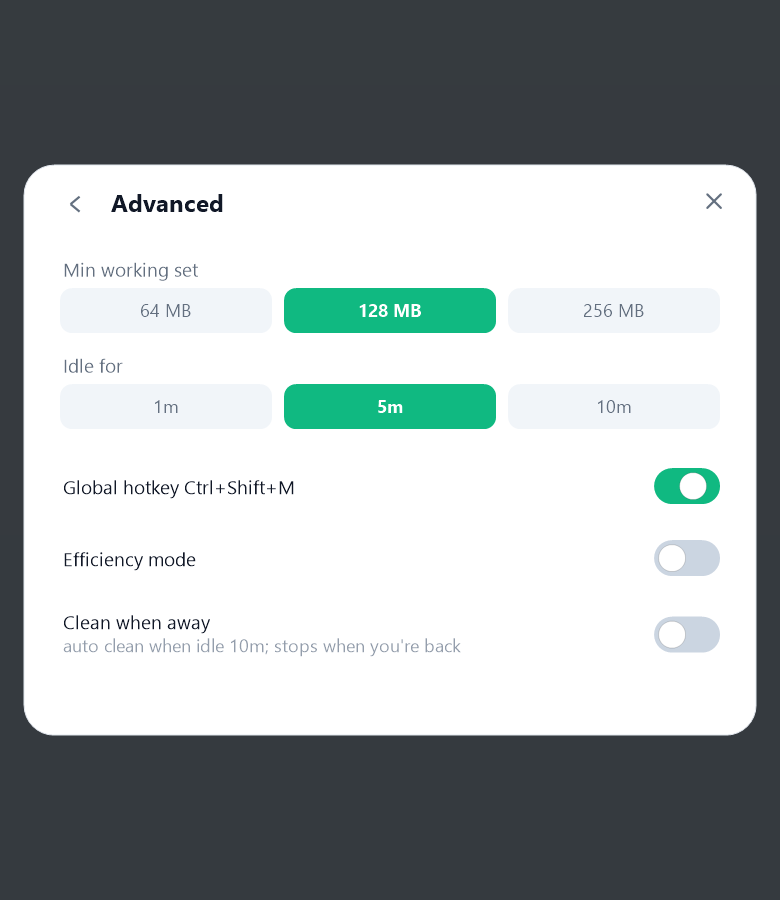 Advanced
Min working set
64 MB 128 MB 256 MB
Idle for
1m 5m 10m
Global hotkey Ctrl+Shift+M
Efficiency mode
Clean when away
auto clean when idle 10m; stops when you're back